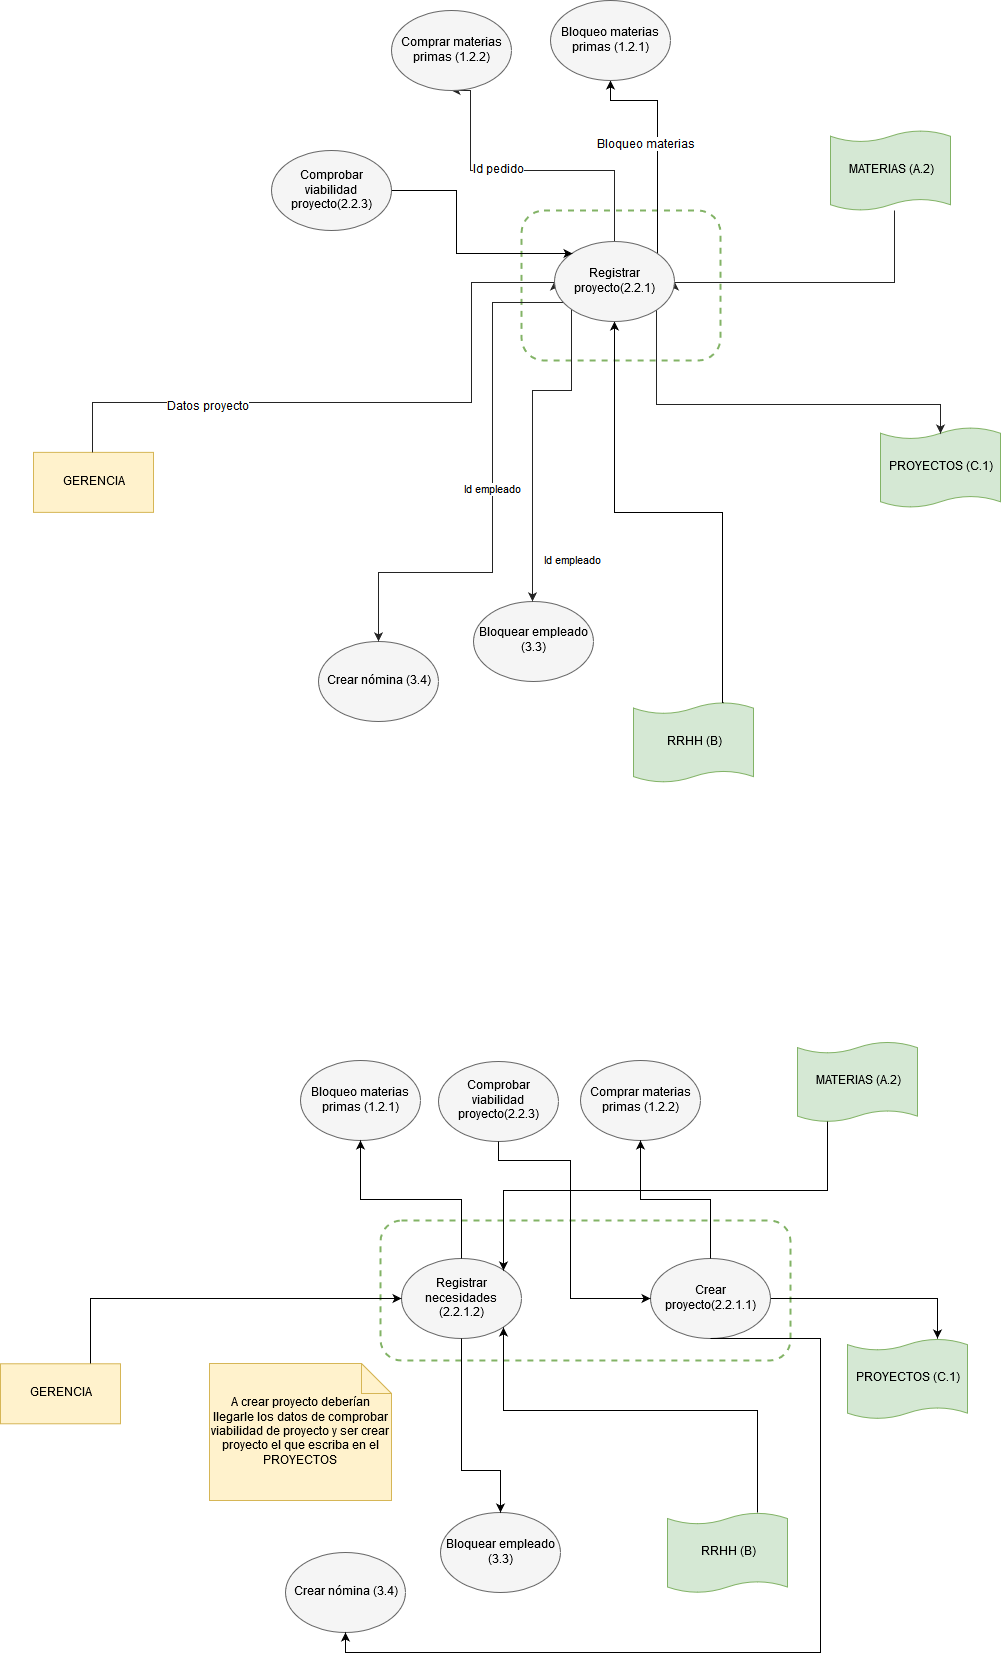 Comprar materias
primas (1.2.2)
Bloqueo materias
primas (1.2.1)
Bloqueo materias
Id pedido
MATERIAS (A.2)
Comprobar
viabilidad
proyecto(2.2.3)
Registrar
proyecto(2.2.1)
Datos proyecto
GERENCIA
PROYECTOS (C.1)
Id empleado
Id empleado
Bloquear empleado
(3.3)
Crear nómina (3.4)
RRHH (B)
Bloqueo materias
primas (1.2.1)
Comprobar
viabilidad
proyecto(2.2.3)
Comprar materias
primas (1.2.2)
MATERIAS (A.2)
Registrar
necesidades
(2.2.1.2)
Crear
proyecto(2.2.1.1)
GERENCIA
PROYECTOS (C.1)
A crear proyecto deberían
llegarle los datos de comprobar
viabilidad de proyecto y ser crear
proyecto el que escriba en el
PROYECTOS
Bloquear empleado
(3.3)
RRHH (B)
Crear nómina (3.4)